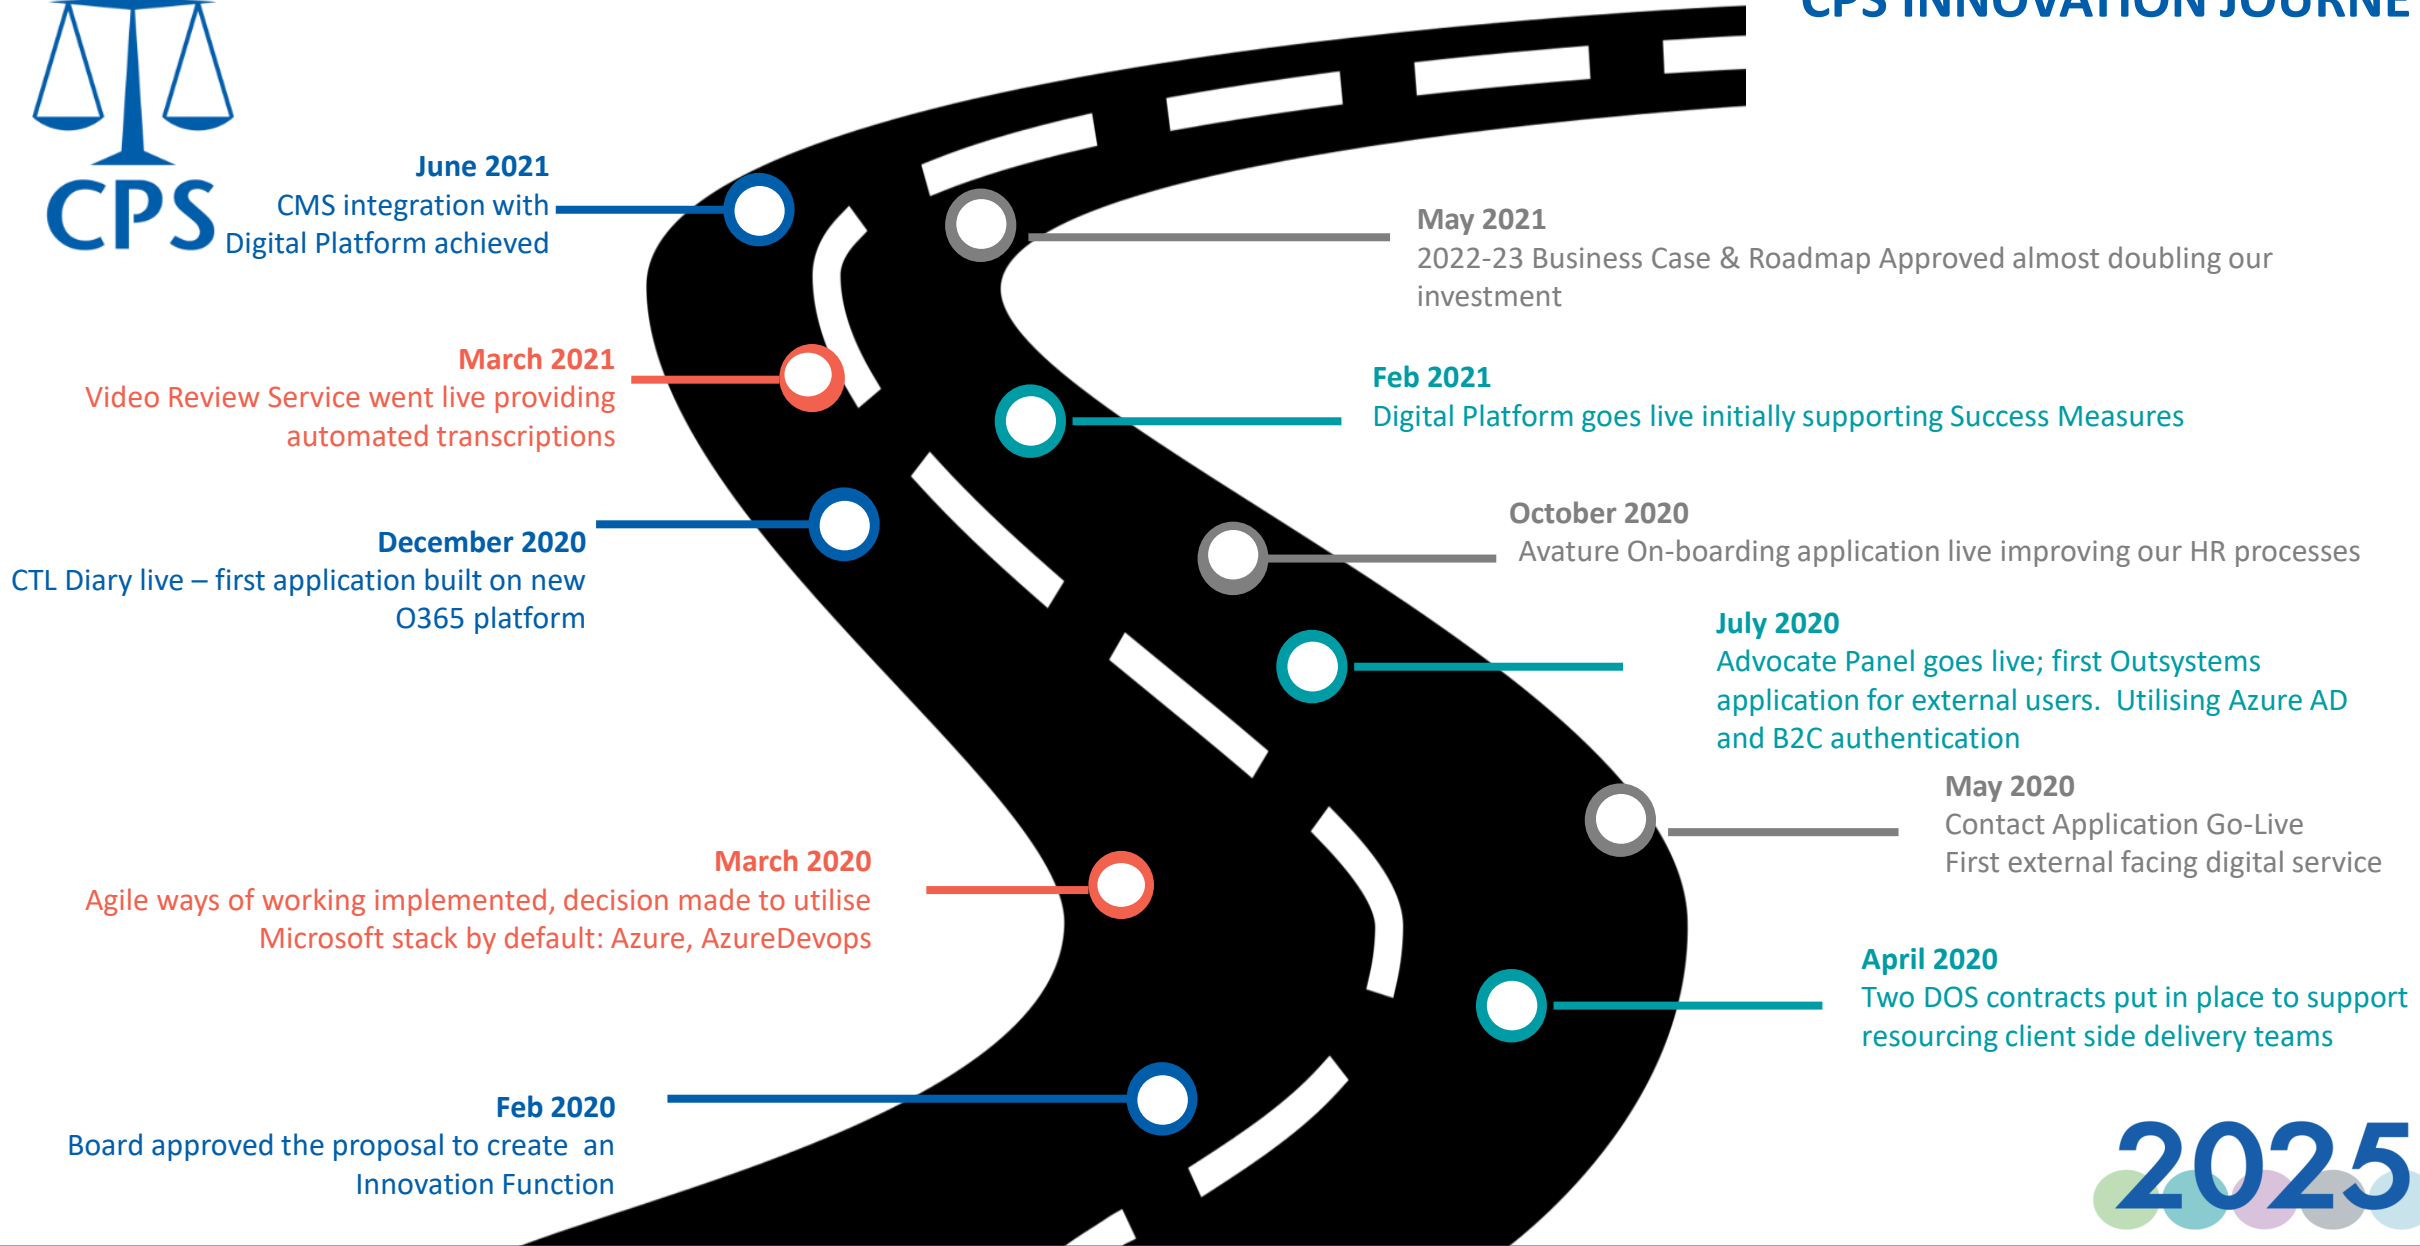 CPS INNOVATION JOURNE
CPS
June 2021
CMS integration with
Digital Platform achieved
May 2021
2022-23 Business Case & Roadmap Approved almost doubling our
investment
March 2021
Video Review Service went live providing
automated transcriptions
Feb 2021
Digital Platform goes live initially supporting Success Measures
December 2020
CTL Diary live – first application built on new
O365 platform
October 2020
Avature On-boarding application live improving our HR processes
July 2020
Advocate Panel goes live; first Outsystems
application for external users.  Utilising Azure AD
and B2C authentication
May 2020
Contact Application Go-Live
First external facing digital service
March 2020
Agile ways of working implemented, decision made to utilise
Microsoft stack by default: Azure, AzureDevops
April 2020
Two DOS contracts put in place to support
resourcing client side delivery teams
Feb 2020
Board approved the proposal to create  an
Innovation Function
2025